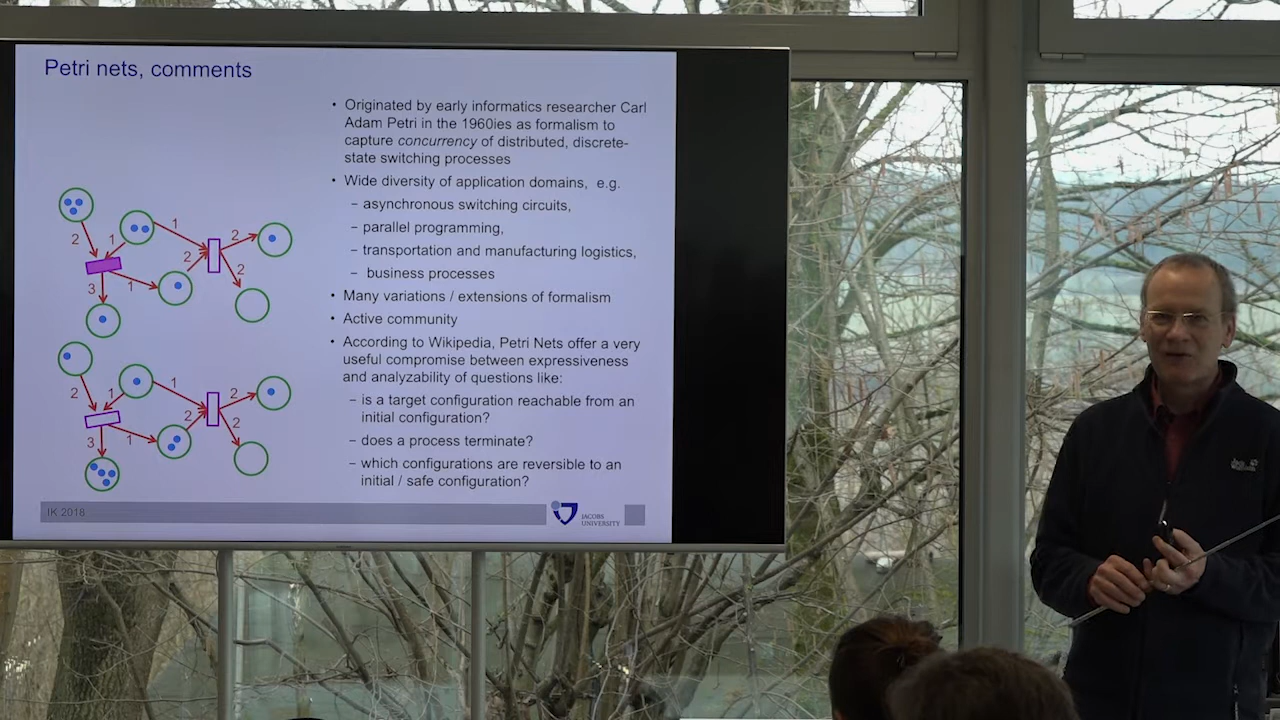 Petri nets, comments
• Originated by early informatics researcher Carl
Adam Petri in the 1960ies as formalism to
capture concurrency of distributed, discrete-
state switching processes
• Wide diversity of application domains, e.g.
– asynchronous switching circuits,
– parallel programming,
– transportation and manufacturing logistics,
– business processes
• Many variations / extensions of formalism
• Active community
• According to Wikipedia, Petri Nets offer a very
useful compromise between expressiveness
and analyzability of questions like:
– is a target configuration reachable from an
initial configuration?
– does a process terminate?
– which configurations are reversible to an
initial / safe configuration?
2 1 1 2
2 2
3 1
2 1 1 2
2 2
3 1
IK 2018
JACOBS
UNIVERSITY